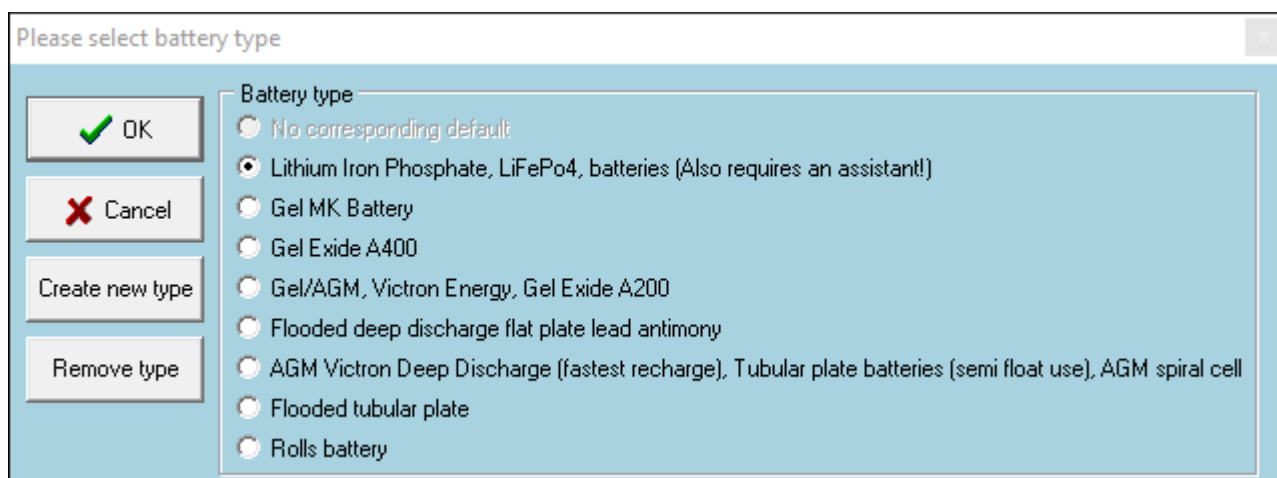 Please select battery type
OK
Cancel
Create new type
Remove type
Battery type
No corresponding default
Lithium Iron Phosphate, LiFePo4, batteries (Also requires an assistant!)
Gel MK Battery
Gel Exide A400
Gel/AGM, Victron Energy, Gel Exide A200
Flooded deep discharge flat plate lead antimony
AGM Victron Deep Discharge (fastest recharge), Tubular plate batteries (semi float use), AGM spiral cell
Flooded tubular plate
Rolls battery